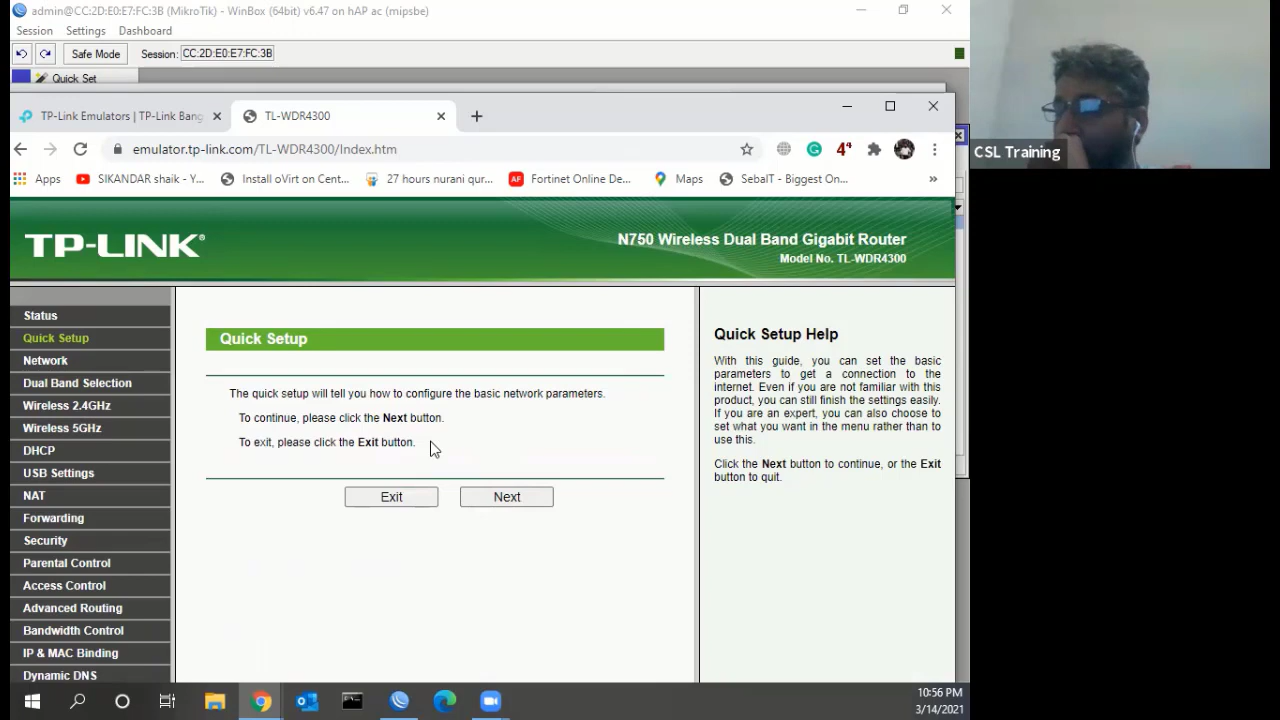 admin@CC:2D:E0:E7:FC:3B (MikroTik) - WinBox (64bit) v6.47 on hAP ac (mipsbe)
Session Settings Dashboard
Safe Mode Session: CC:2D:E0:E7:FC:3B
Quick Set
TP-Link Emulators | TP-Link Bang
TL-WDR4300
emulator.tp-link.com/TL-WDR4300/Index.htm
Apps SIKANDAR shaik - Y... Install oVirt on Cent... 27 hours nurani qur... Fortinet Online De... Maps SebalT - Biggest On... »
CSL Training
TP-LINK®
N750 Wireless Dual Band Gigabit Router
Model No. TL-WDR4300
Status
Quick Setup
Network
Dual Band Selection
Wireless 2.4GHz
Wireless 5GHz
DHCP
USB Settings
NAT
Forwarding
Security
Parental Control
Access Control
Advanced Routing
Bandwidth Control
IP & MAC Binding
Dynamic DNS
Quick Setup
The quick setup will tell you how to configure the basic network parameters.
To continue, please click the Next button.
To exit, please click the Exit button.
Exit Next
Quick Setup Help
With this guide, you can set the basic
parameters to get a connection to the
internet. Even if you are not familiar with this
product, you can still finish the settings easily.
If you are an expert, you can also choose to
set what you want in the menu rather than to
use this.
Click the Next button to continue, or the Exit
button to quit.
10:56 PM
3/14/2021